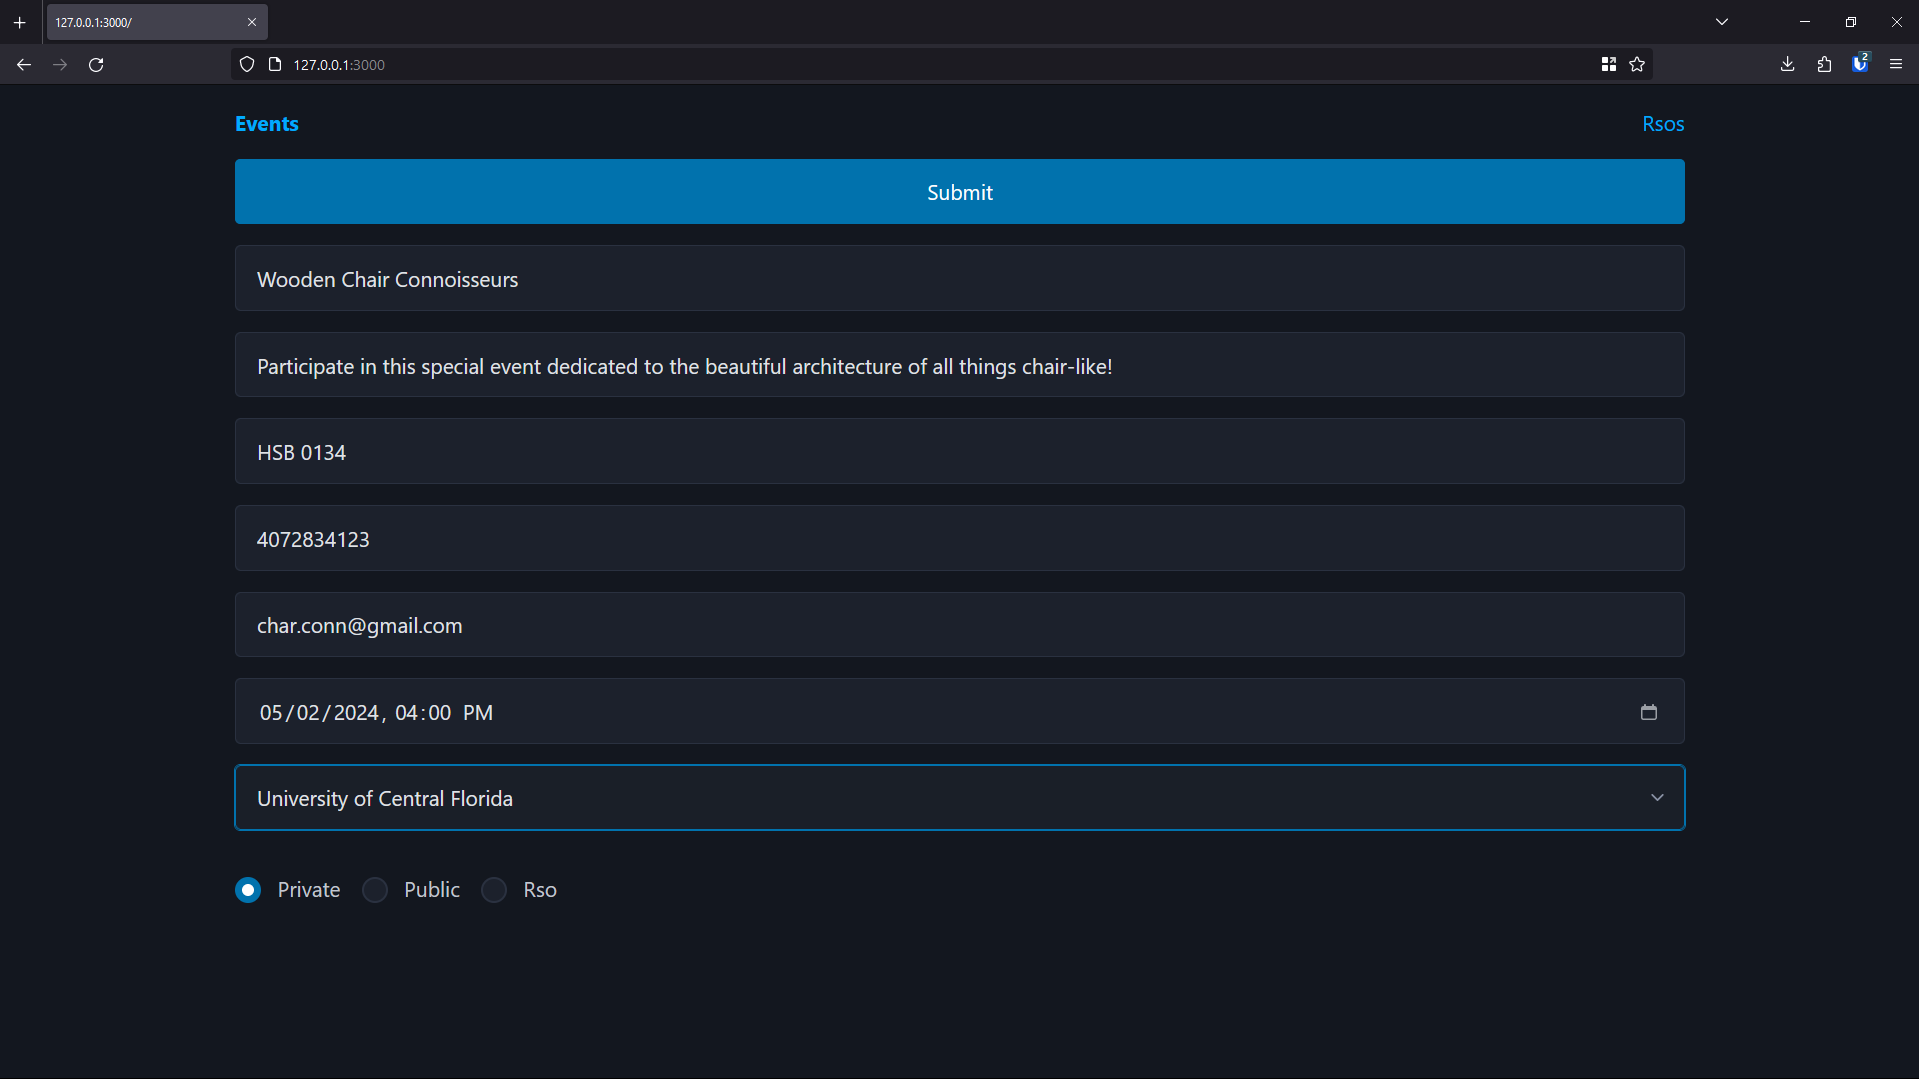 127.0.0.1:3000/
127.0.0.1:3000
2
Events
Rsos
Submit
Wooden Chair Connoisseurs
Participate in this special event dedicated to the beautiful architecture of all things chair-like!
HSB 0134
4072834123
char.conn@gmail.com
05/02/2024, 04:00 PM
University of Central Florida
Private Public Rso